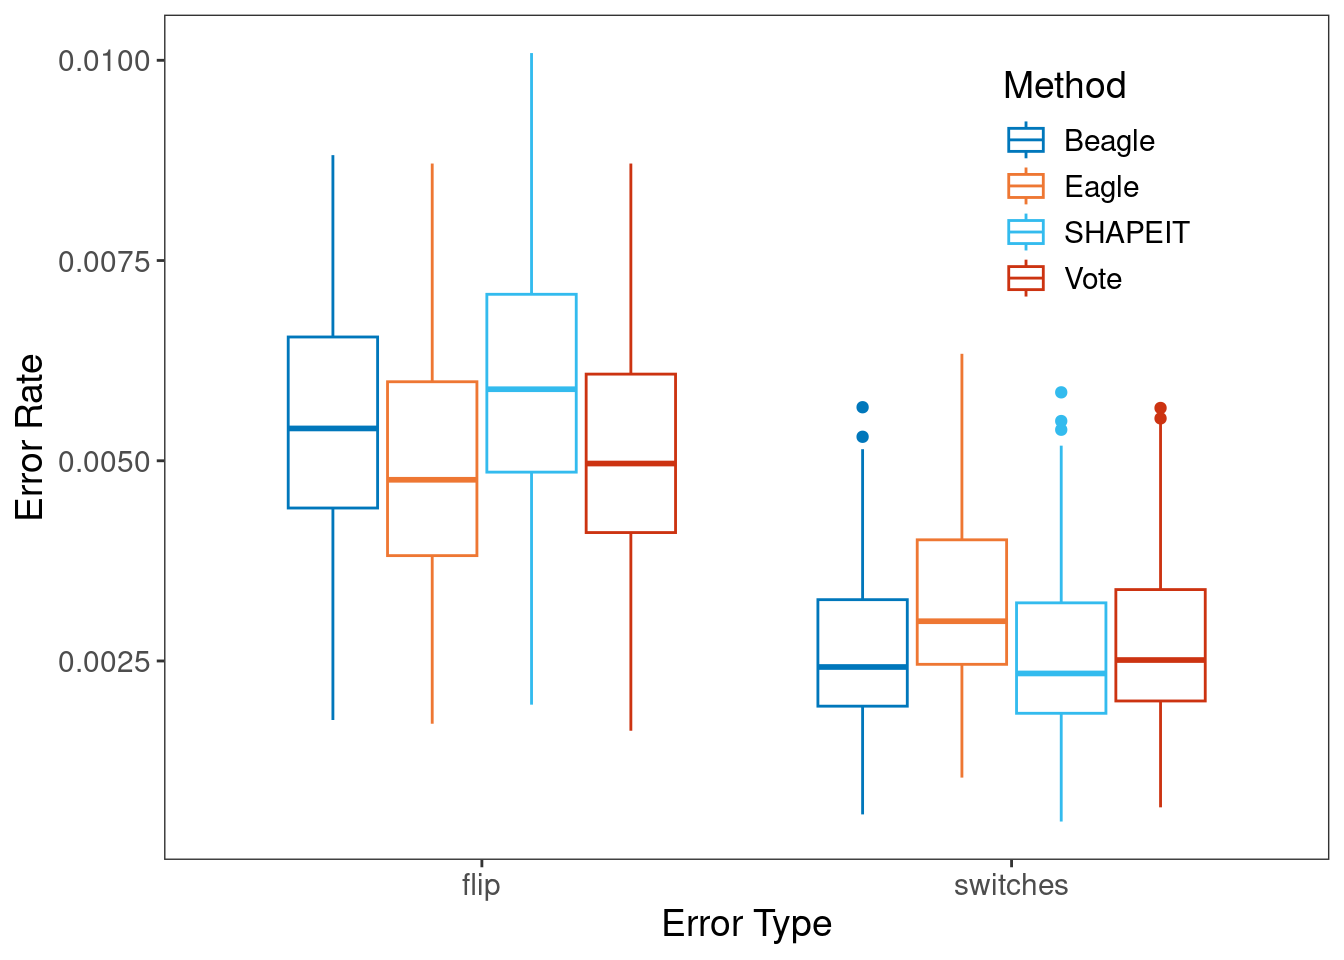 0.0100
0.0075
0.0050
0.0025
Error Rate
Method
Beagle
Eagle
SHAPEIT
Vote
flip
switches
Error Type